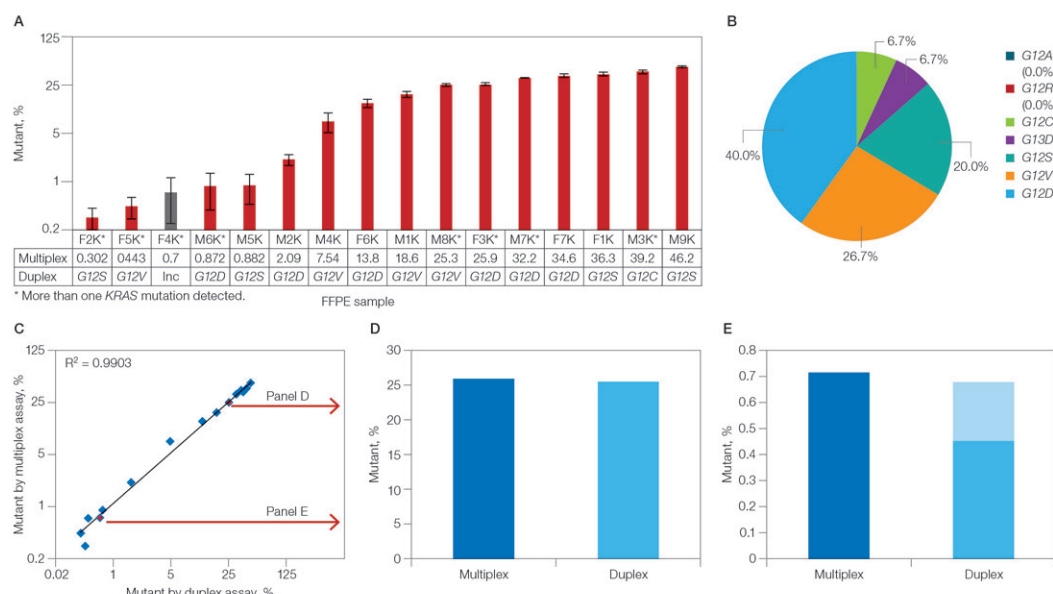 A
Mutant, %
125
25
5
1
0.2
F2K* F5K* F4K* M6K* M5K M2K M4K F6K M1K M8K* F3K* M7K* F7K F1K M3K* M9K
Multiplex 0.302 0443 0.7 0.872 0.882 2.09 7.54 13.8 18.6 25.3 25.9 32.2 34.6 36.3 39.2 46.2
Duplex G12S G12V Inc G12D G12S G12D G12V G12D G12V G12V G12D G12D G12D G12S G12C G12S
* More than one KRAS mutation detected.
FFPE sample
B
6.7%
6.7%
20.0%
26.7%
40.0%
G12A
(0.0%
G12R
(0.0%
G12C
G13D
G12S
G12V
G12D
C
Mutant by multiplex assay, %
125
25
5
1
0.2
R² = 0.9903
Panel D
Panel E
0.02 1 5 25 125
Mutant by duplex assay, %
D
Mutant, %
30
25
20
15
10
5
0
Multiplex Duplex
E
Mutant, %
0.8
0.7
0.6
0.5
0.4
0.3
0.2
0.1
0
Multiplex Duplex